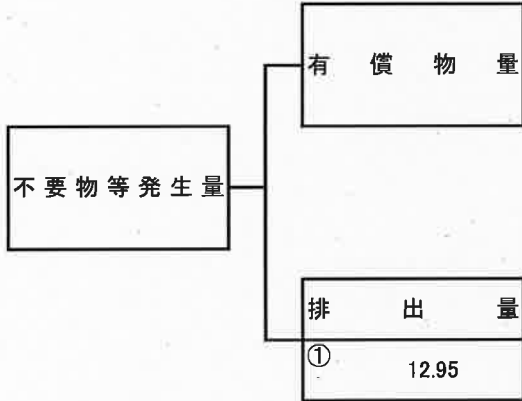 有償物量
不要物等発生量
排出量
①
12.95